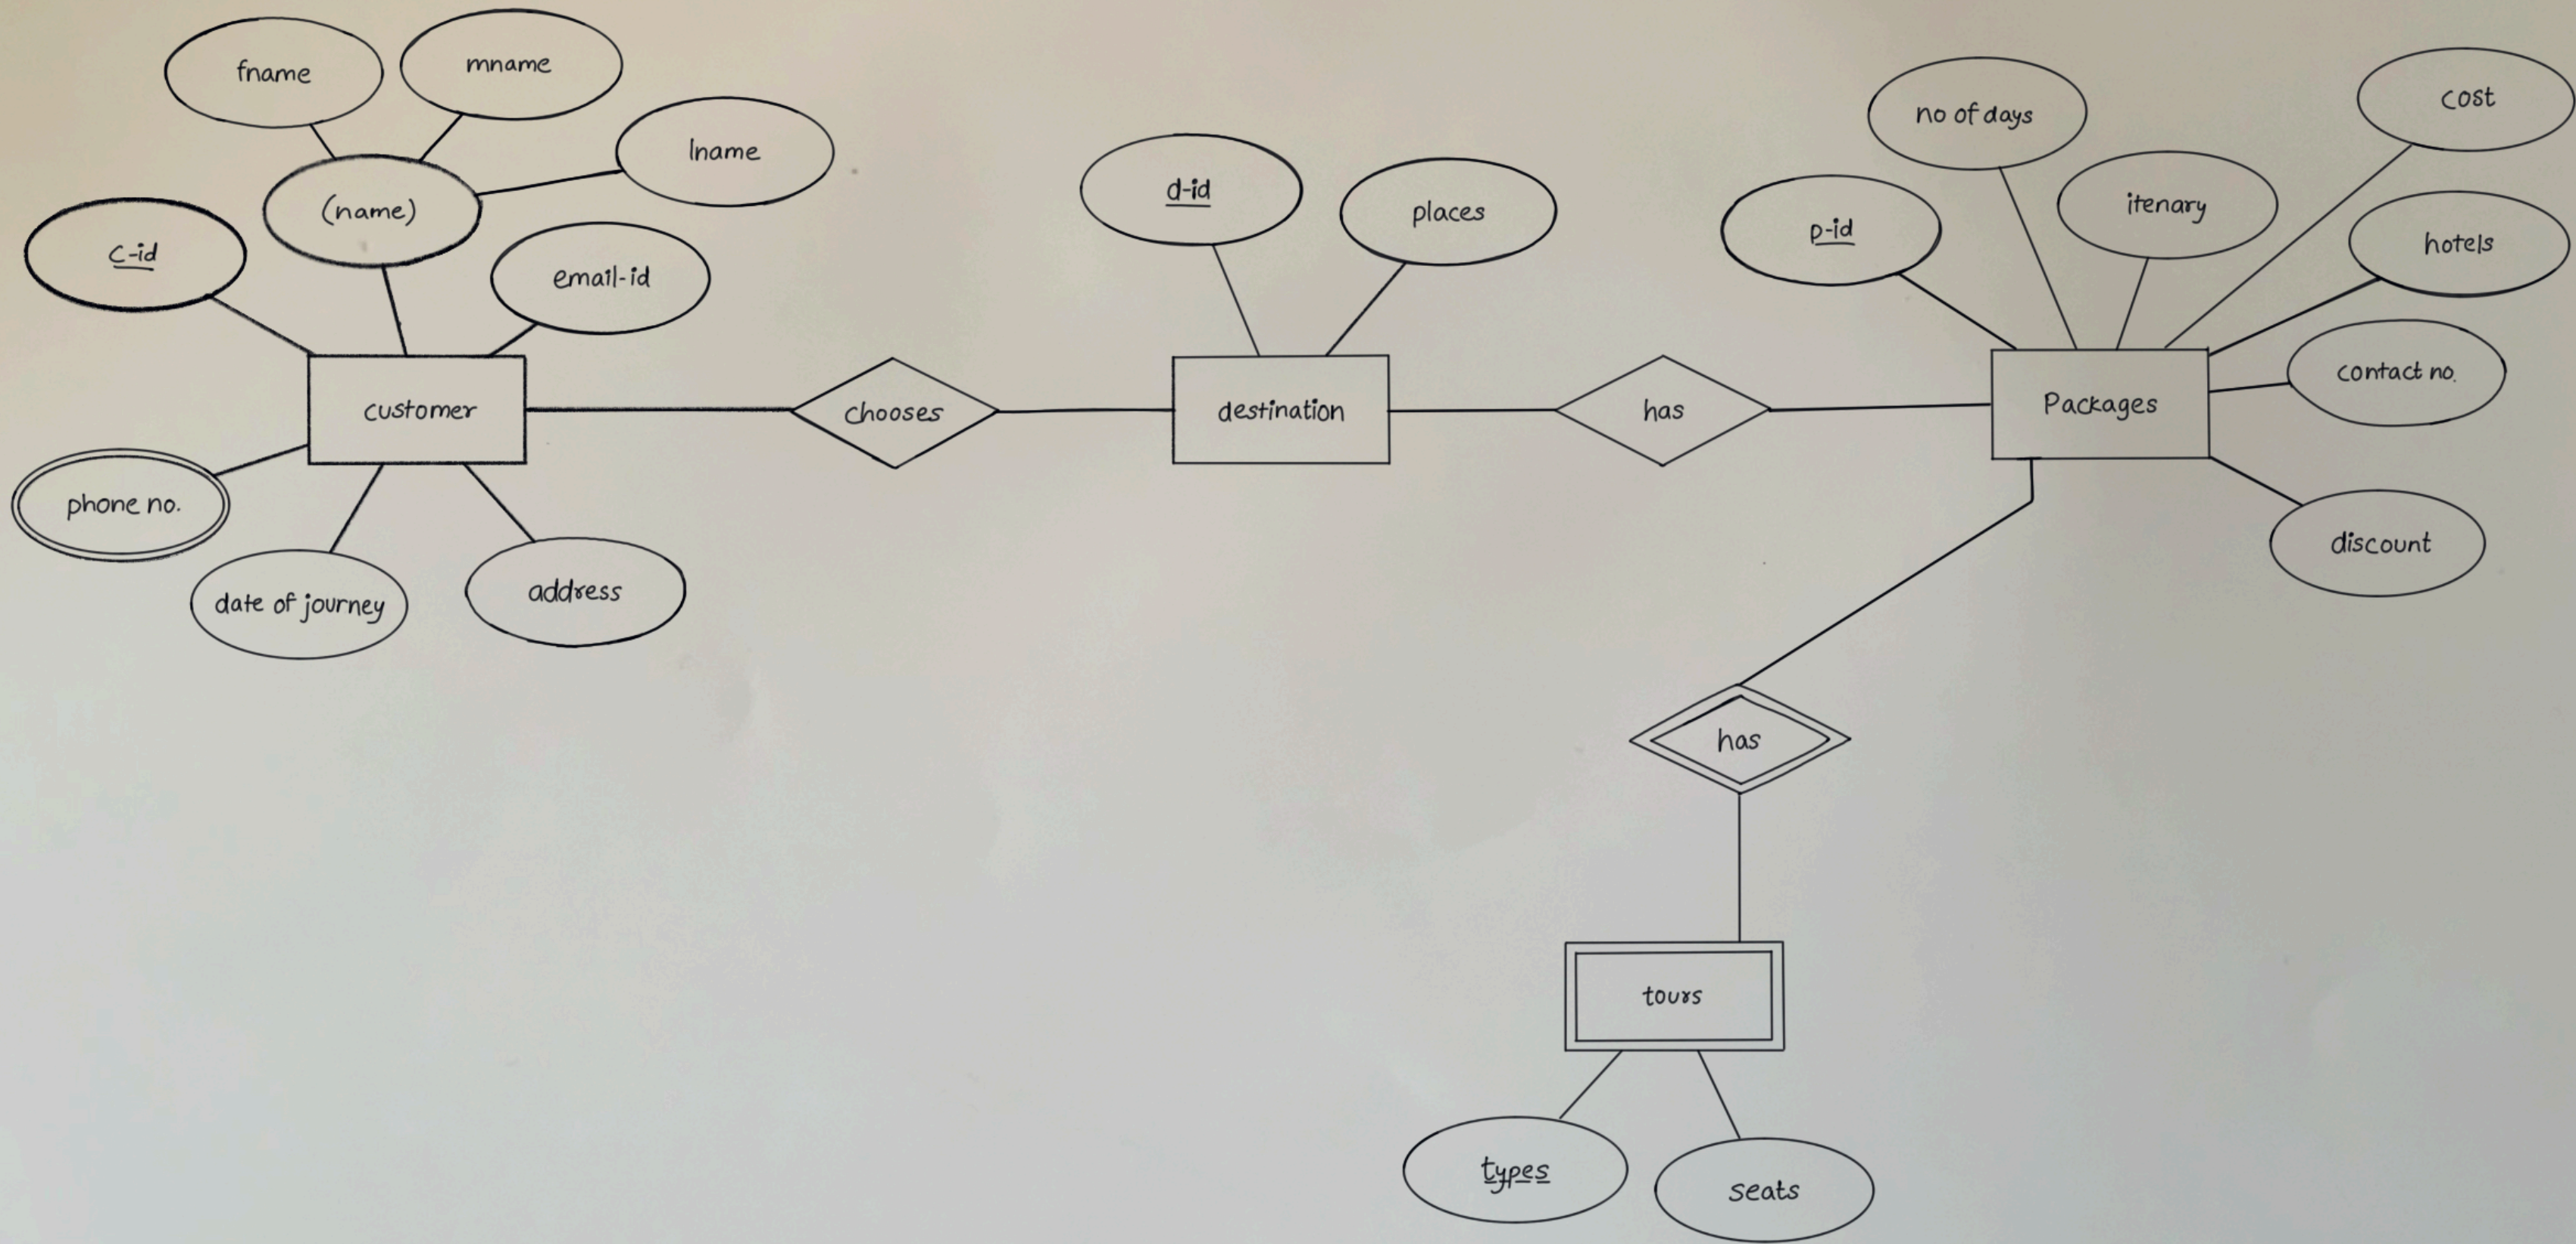 fname
mname
lname
(name)
c-id
email-id
customer
phone no.
date of journey
address
chooses
d-id
places
destination
has
p-id
no of days
itenary
cost
hotels
contact no.
Packages
discount
has
tours
types
seats